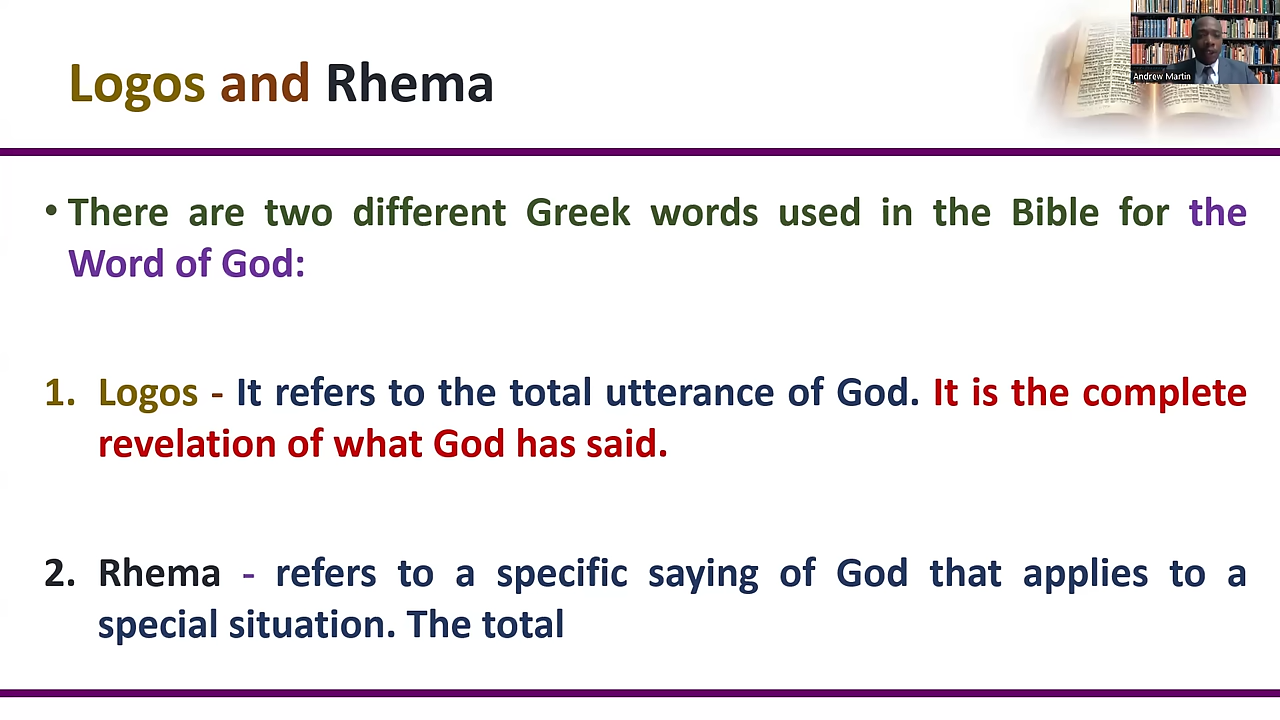 Logos and Rhema
Andrew Martin
• There are two different Greek words used in the Bible for the
Word of God:
1. Logos - It refers to the total utterance of God. It is the complete
revelation of what God has said.
2. Rhema - refers to a specific saying of God that applies to a
special situation. The total